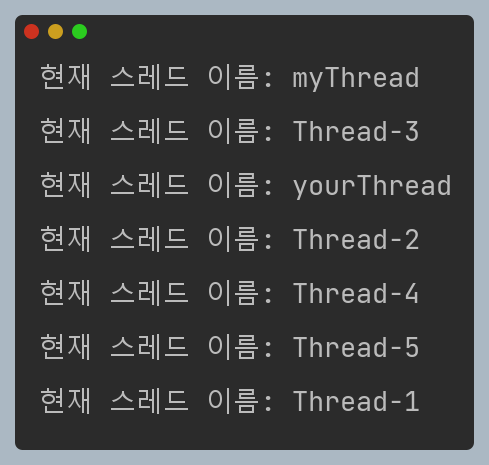 현재 스레드 이름: myThread
현재 스레드 이름: Thread-3
현재 스레드 이름: yourThread
현재 스레드 이름: Thread-2
현재 스레드 이름: Thread-4
현재 스레드 이름: Thread-5
현재 스레드 이름: Thread-1